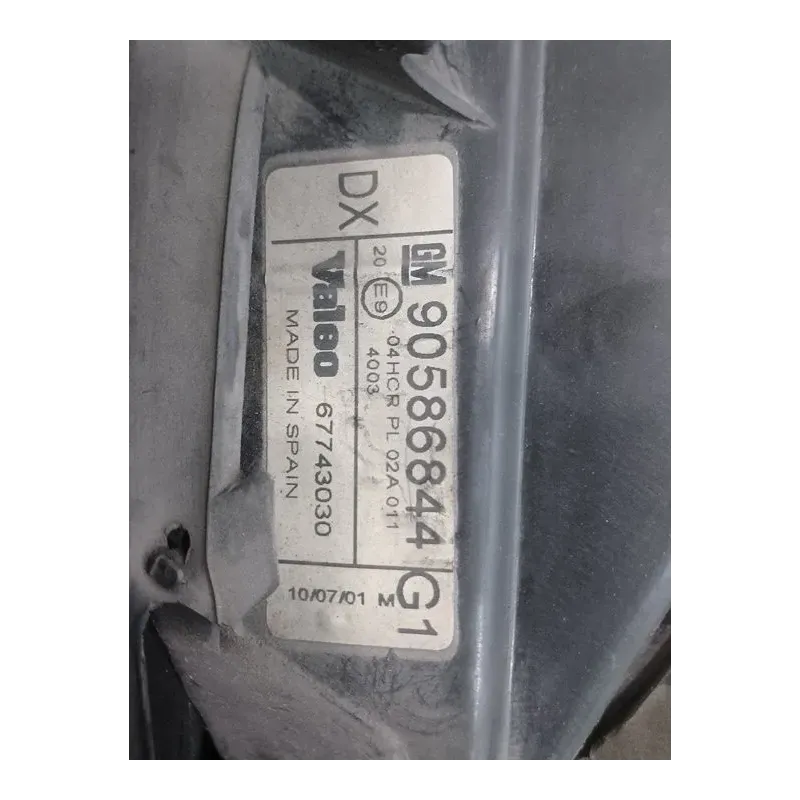 DX
GM 90586844 G1
20 E9 04HCR PL 02A 011
4003
Valeo 67743030
MADE IN SPAIN
10/07/01 M